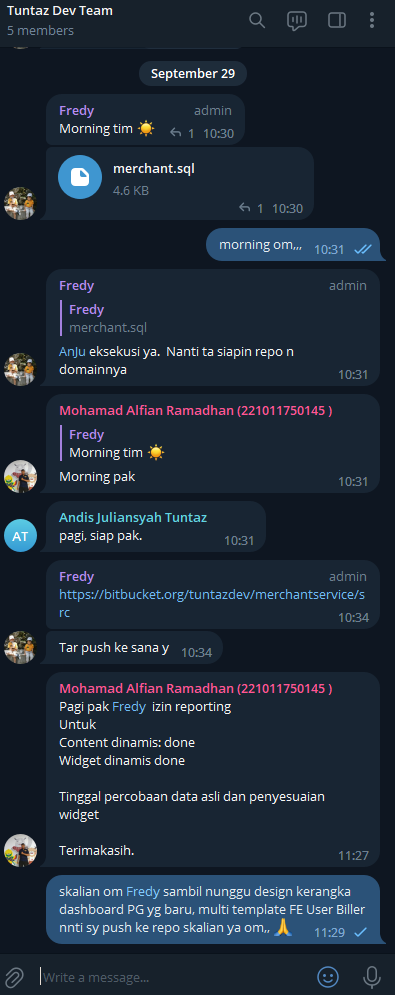 Tuntaz Dev Team
5 members
September 29
Fredy admin
Morning tim ☀️ 1 10:30
merchant.sql
4.6 KB
1 10:30
morning om,,, 10:31
Fredy admin
Fredy
merchant.sql
AnJu eksekusi ya. Nanti ta siapin repo n
domainnya
10:31
Mohamad Alfian Ramadhan (221011750145 )
Fredy
Morning tim ☀️
Morning pak 10:31
AT
Andis Juliansyah Tuntaz
pagi, siap pak. 10:31
Fredy admin
https://bitbucket.org/tuntazdev/merchantservice/s
rc
10:34
Tar push ke sana y 10:34
Mohamad Alfian Ramadhan (221011750145 )
Pagi pak Fredy izin reporting
Untuk
Content dinamis: done
Widget dinamis done
Tinggal percobaan data asli dan penyesuaian
widget
Terimakasih.
11:27
skalian om Fredy sambil nunggu design kerangka
dashboard PG yg baru, multi template FE User Biller
nnti sy push ke repo skalian ya om,, 🙏 11:29
Write a message...